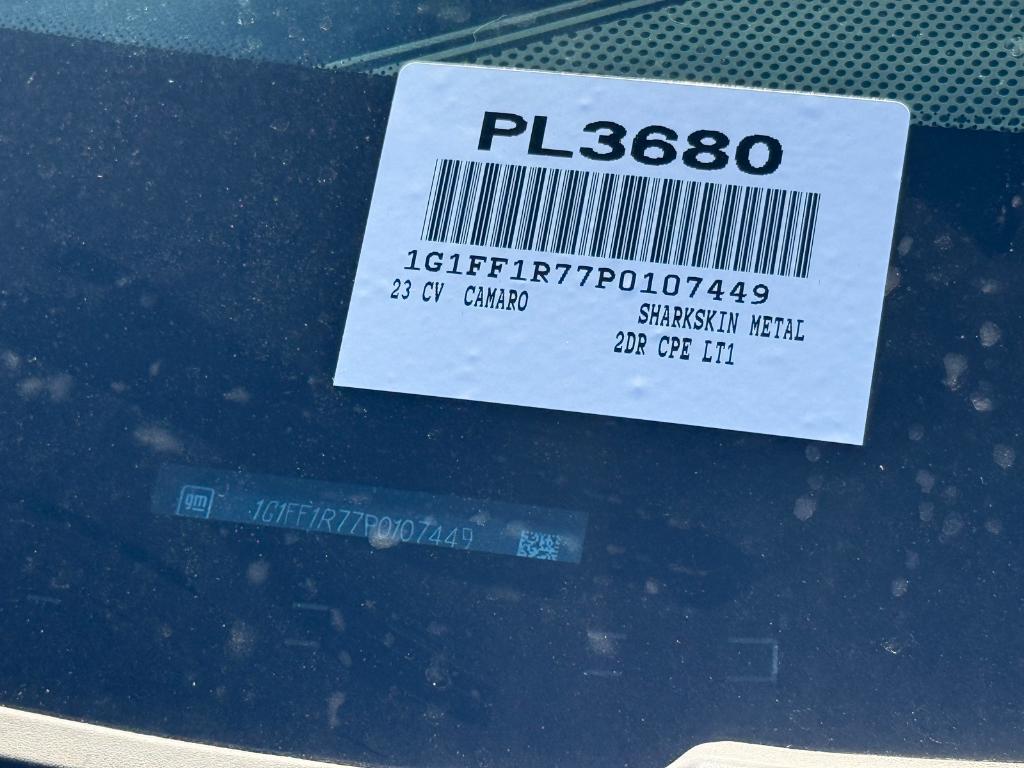 PL3680
1G1FF1R77P0107449
23 CV CAMARO
SHARKSKIN METAL
2DR CPE LT1
gm 1G1FF1R77P0107449